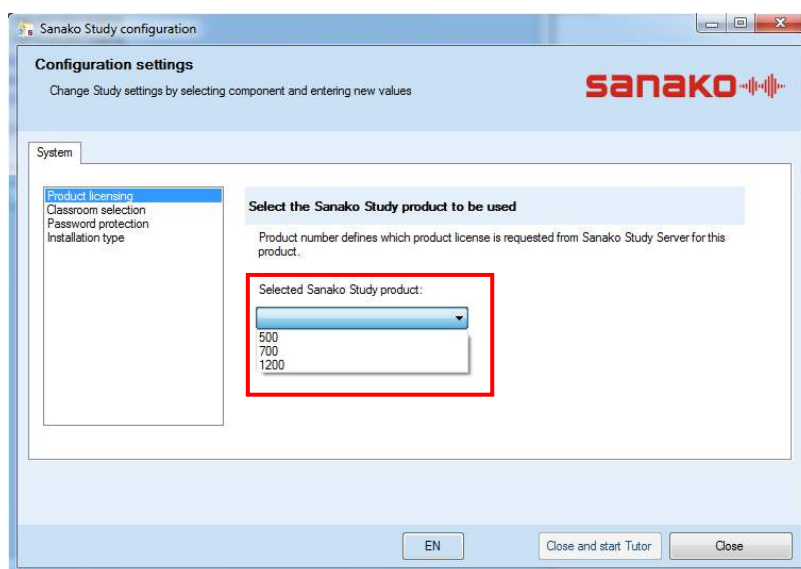 Sanako Study configuration
Configuration settings
Change Study settings by selecting component and entering new values
sanako
System
Product licensing
Classroom selection
Password protection
Installation type
Select the Sanako Study product to be used
Product number defines which product license is requested from Sanako Study Server for this
product.
Selected Sanako Study product:
500
700
1200
EN
Close and start Tutor
Close